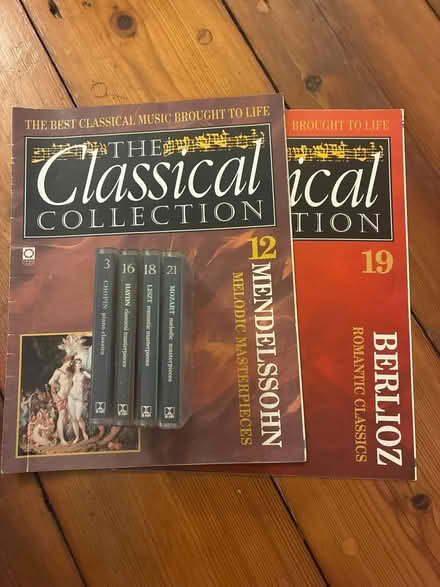 THE BEST CLASSICAL MUSIC BROUGHT TO LIFE
THE
Classical
COLLECTION
12
MENDELSSOHN
MELODIC MASTERPIECES
3
CHOPIN piano classics
16
HAYDN classical masterpieces
18
LISZT romantic masterpieces
21
MOZART melodic masterpieces
BROUGHT TO LIFE
ical
TION
19
BERLIOZ
ROMANTIC CLASSICS